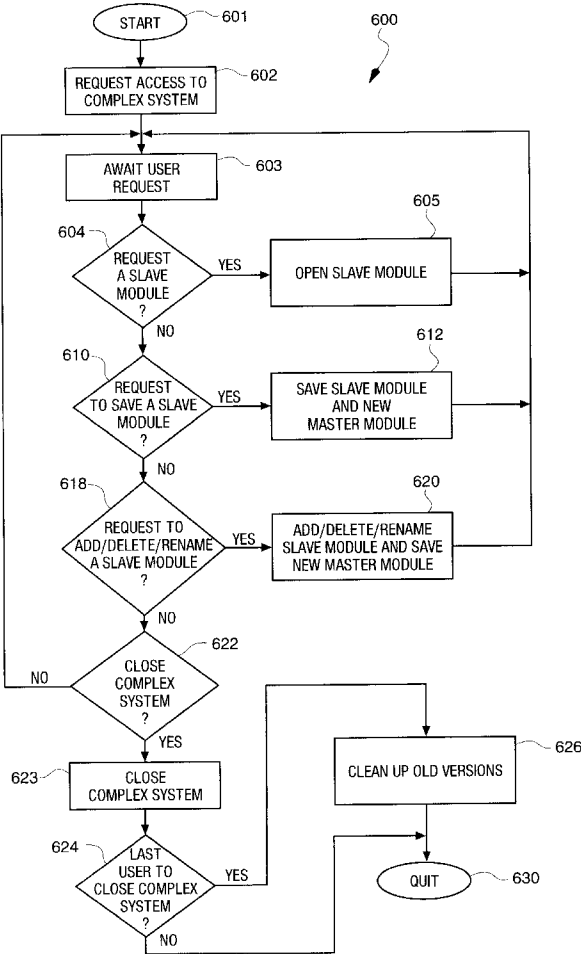 START
601
600
REQUEST ACCESS TO
COMPLEX SYSTEM
602
AWAIT USER
REQUEST
603
604
REQUEST
A SLAVE
MODULE
?
YES
605
OPEN SLAVE MODULE
NO
610
REQUEST
TO SAVE A SLAVE
MODULE
?
YES
612
SAVE SLAVE MODULE
AND NEW
MASTER MODULE
NO
618
REQUEST TO
ADD/DELETE/RENAME
A SLAVE MODULE
?
YES
620
ADD/DELETE/RENAME
SLAVE MODULE AND SAVE
NEW MASTER MODULE
NO
622
CLOSE
COMPLEX
SYSTEM
?
NO
YES
623
CLOSE
COMPLEX SYSTEM
624
LAST
USER TO
CLOSE COMPLEX
SYSTEM
?
YES
NO
626
CLEAN UP OLD VERSIONS
QUIT
630